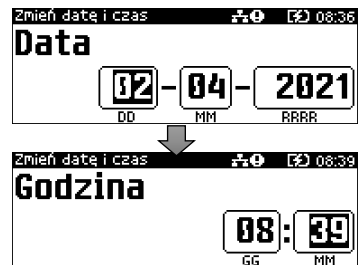 Zmień datę i czas 08:36
Data
02-04-2021
DD MM RRRR
Zmień datę i czas 08:39
Godzina
08:39
GG MM